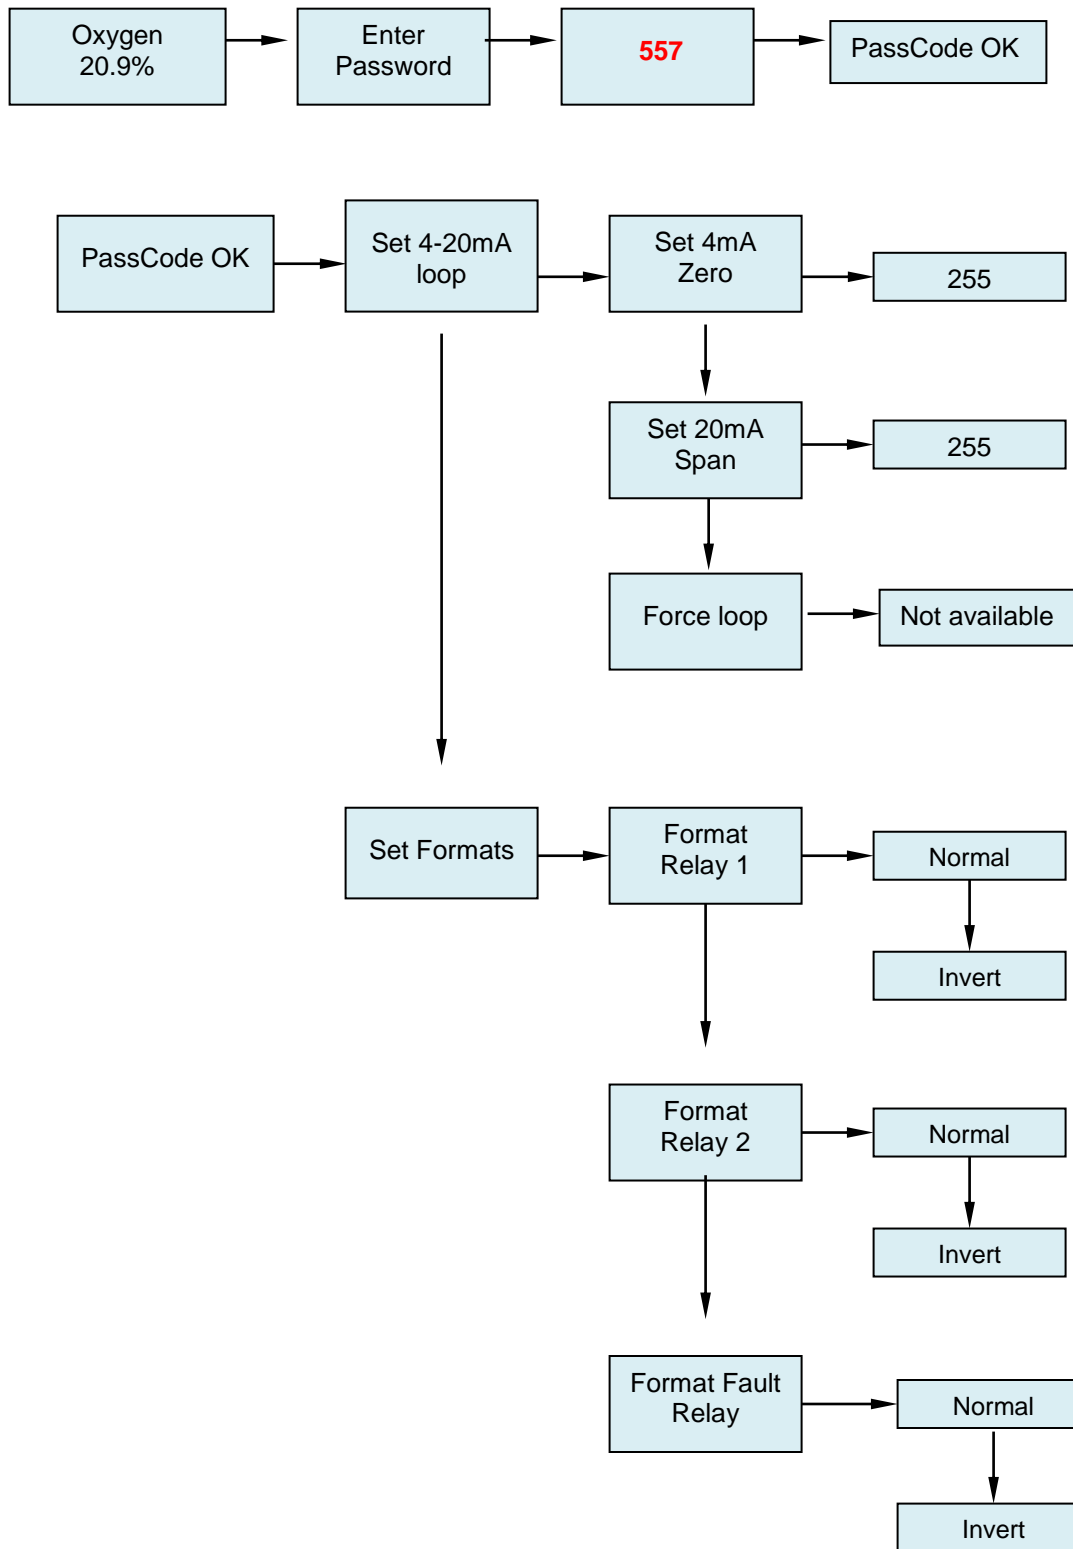 Oxygen
20.9%
Enter
Password
557
PassCode OK
PassCode OK
Set 4-20mA
loop
Set 4mA
Zero
255
Set 20mA
Span
255
Force loop
Not available
Set Formats
Format
Relay 1
Normal
Invert
Format
Relay 2
Normal
Invert
Format Fault
Relay
Normal
Invert